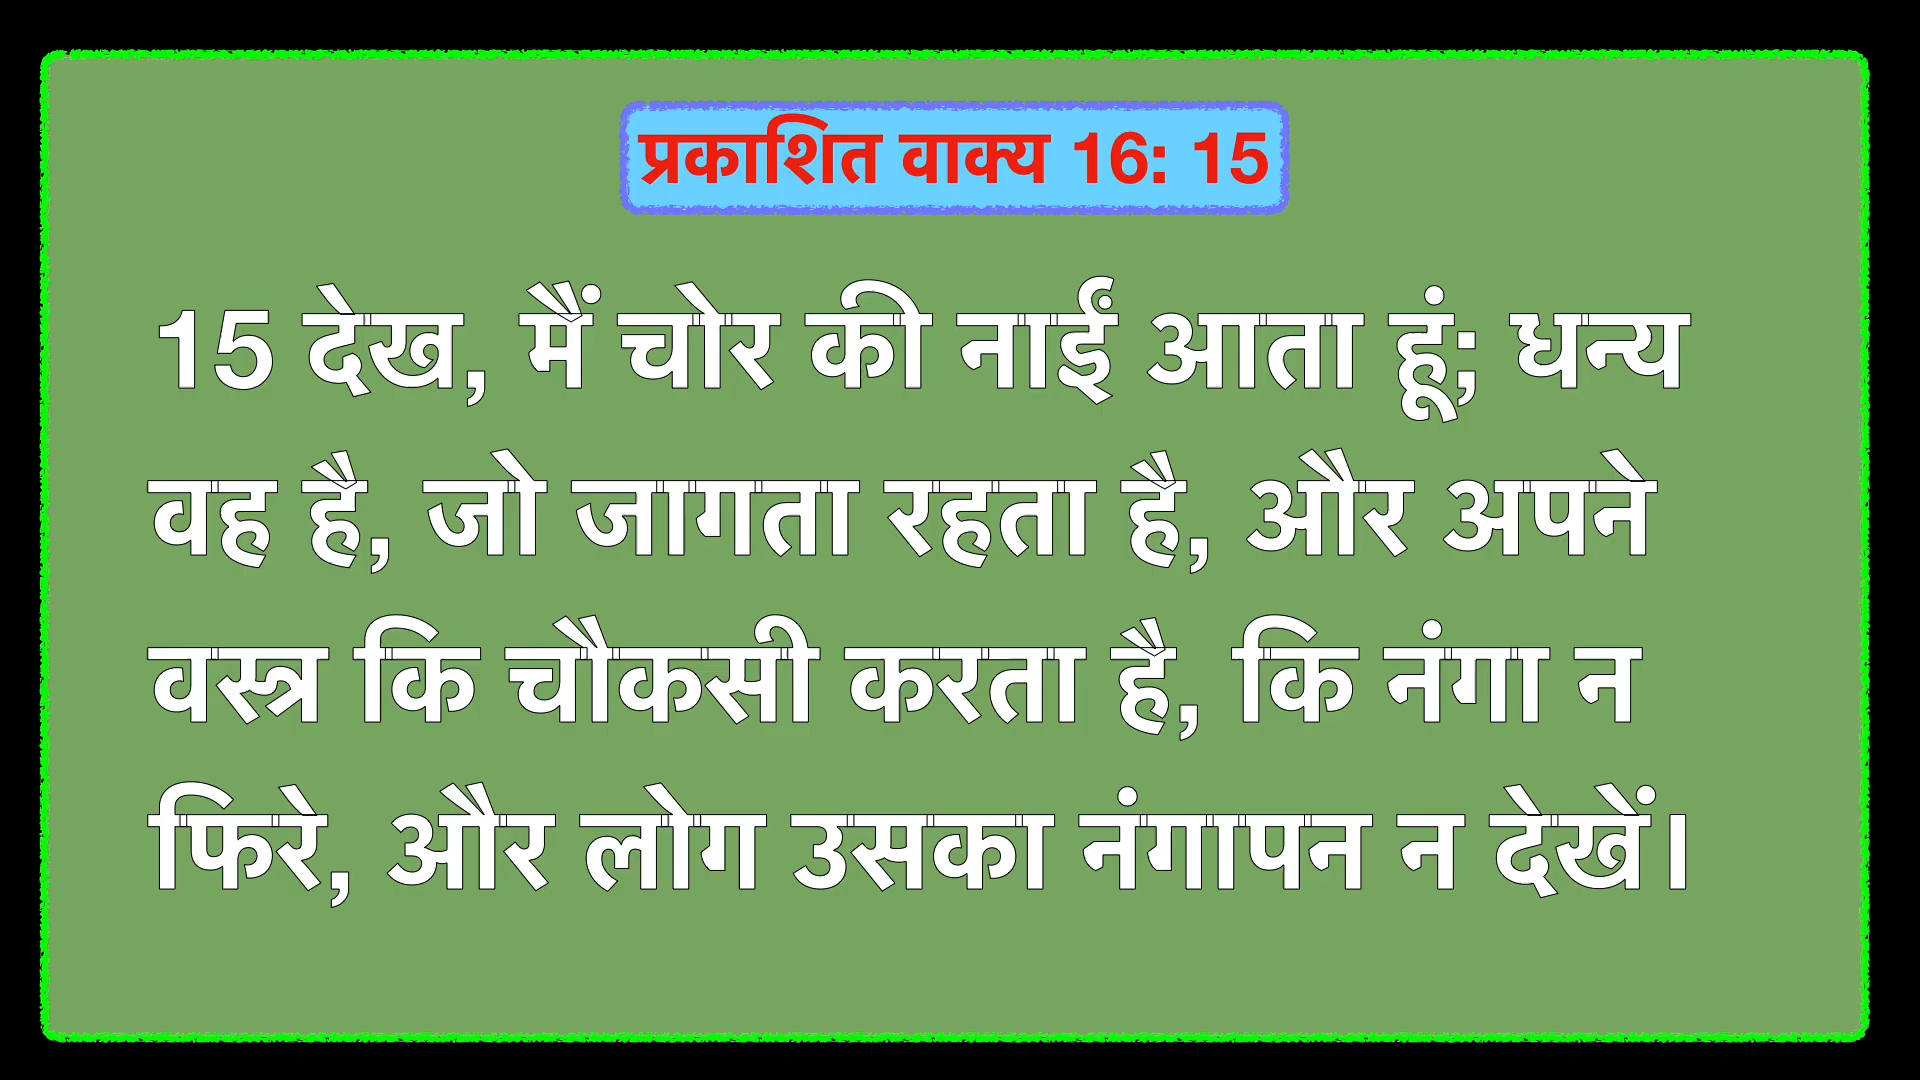 प्रकाशित वाक्य 16: 15
15 देख, मैं चोर की नाईं आता हूं; धन्य
वह है, जो जागता रहता है, और अपने
वस्त्र कि चौकसी करता है, कि नंगा न
फिरे, और लोग उसका नंगापन न देखें।